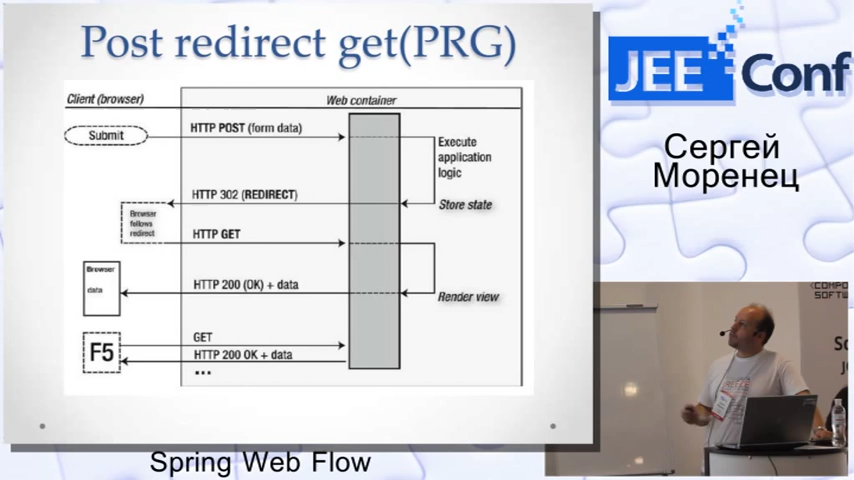 Post redirect get(PRG)
Client (browser)
Web container
Submit
HTTP POST (form data)
Execute
application
logic
HTTP 302 (REDIRECT)
Store state
Browser
follows
redirect
HTTP GET
Browser
data
HTTP 200 (OK) + data
Render view
F5
GET
HTTP 200 OK + data
...
JEE Conf
Сергей
Моренец
SOFTW
Spring Web Flow